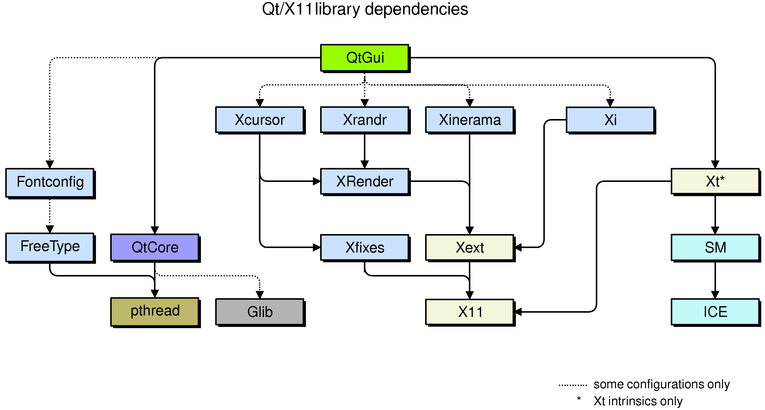 Qt/X11 library dependencies
QtGui
Xcursor
Xrandr
Xinerama
Xi
Fontconfig
XRender
Xt*
FreeType
QtCore
Xfixes
Xext
SM
pthread
Glib
X11
ICE
some configurations only
* Xt intrinsics only